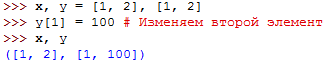 >>> x, y = [1, 2], [1, 2]
>>> y[1] = 100 # Изменяем второй элемент
>>> x, y
([1, 2], [1, 100])